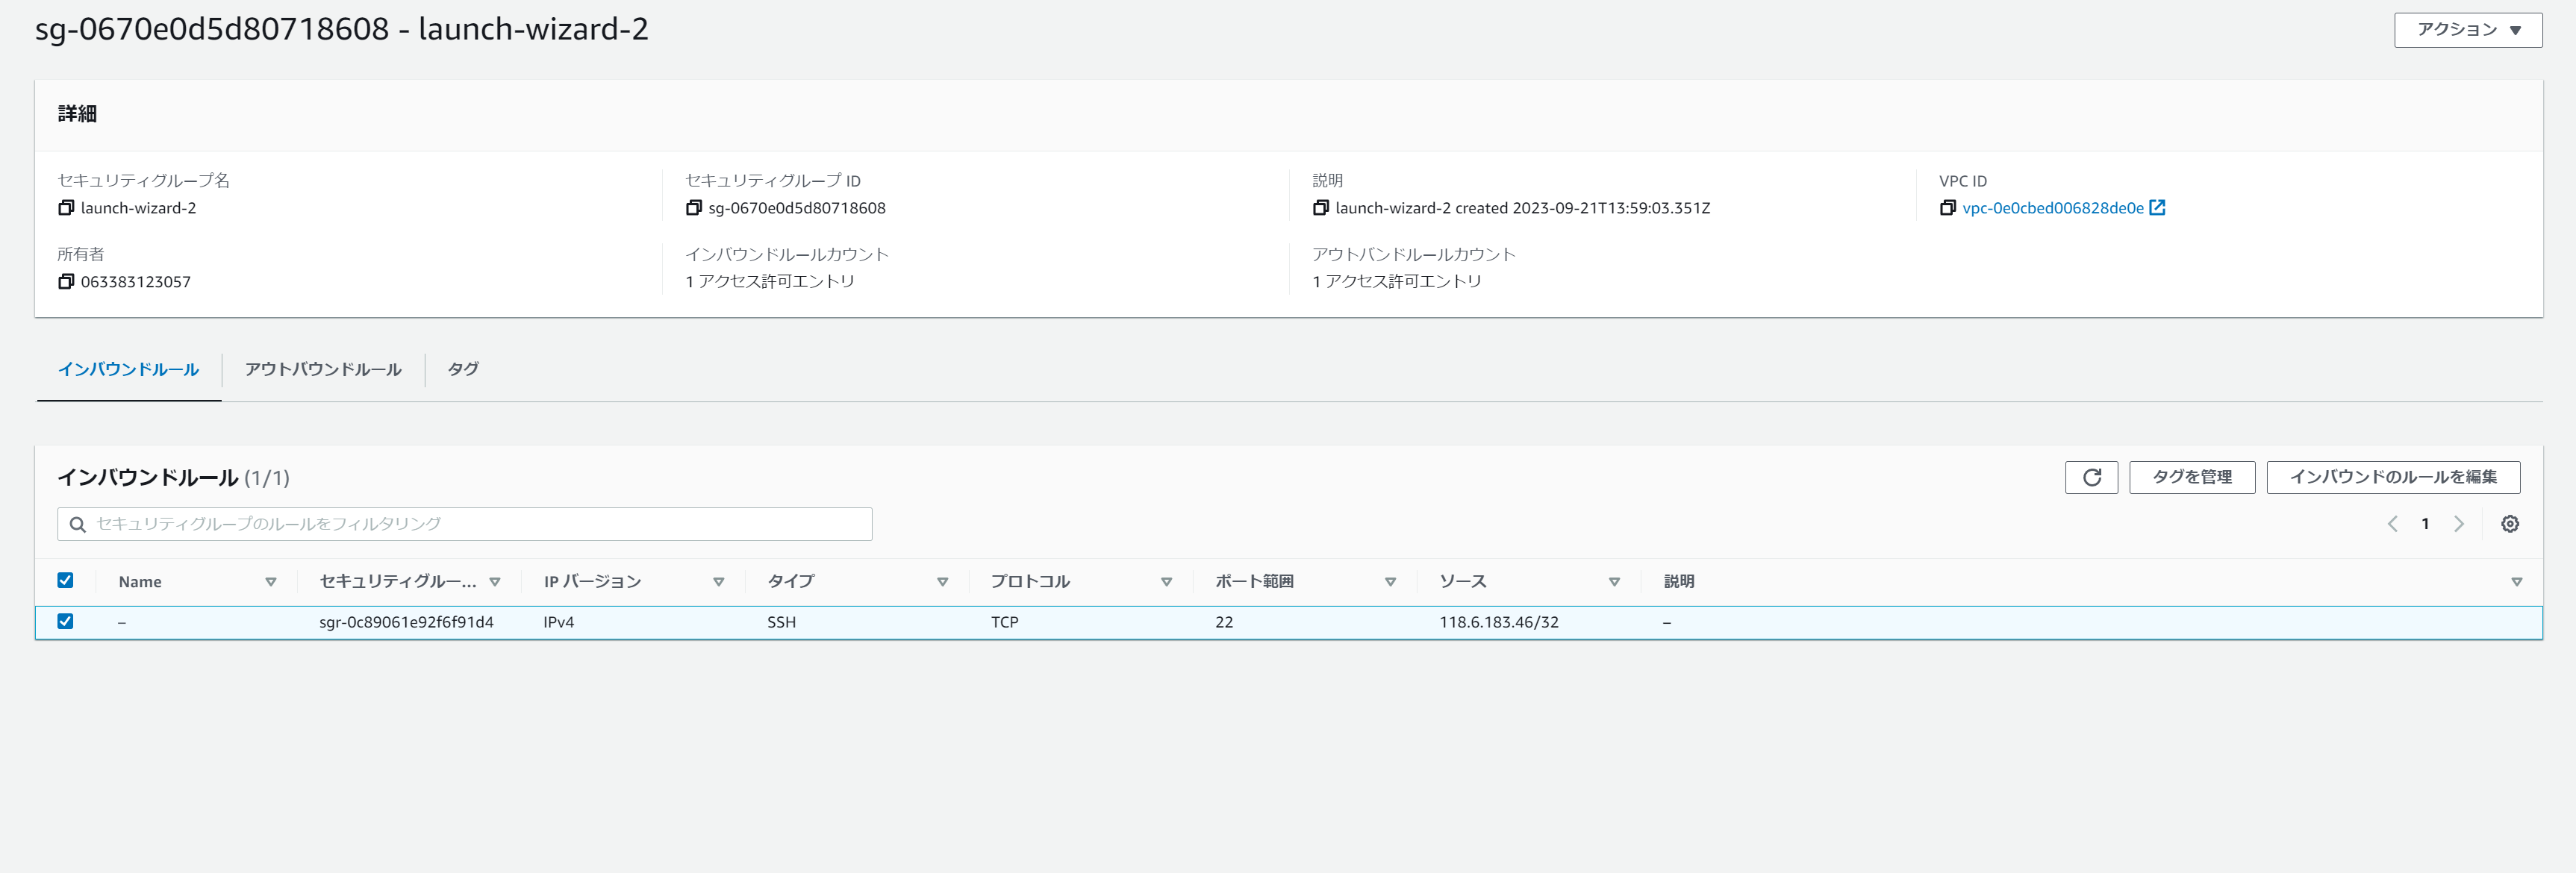 sg-0670e0d5d80718608 - launch-wizard-2
アクション
詳細
セキュリティグループ名
launch-wizard-2
セキュリティグループ ID
sg-0670e0d5d80718608
説明
launch-wizard-2 created 2023-09-21T13:59:03.351Z
VPC ID
vpc-0e0cbed006828de0e
所有者
063383123057
インバウンドルールカウント
1 アクセス許可エントリ
アウトバンドルールカウント
1 アクセス許可エントリ
インバウンドルール アウトバウンドルール タグ
インバウンドルール (1/1)
タグを管理 インバウンドのルールを編集
セキュリティグループのルールをフィルタリング
1
Name セキュリティグルー... IP バージョン タイプ プロトコル ポート範囲 ソース 説明
– sgr-0c89061e92f6f91d4 IPv4 SSH TCP 22 118.6.183.46/32 –